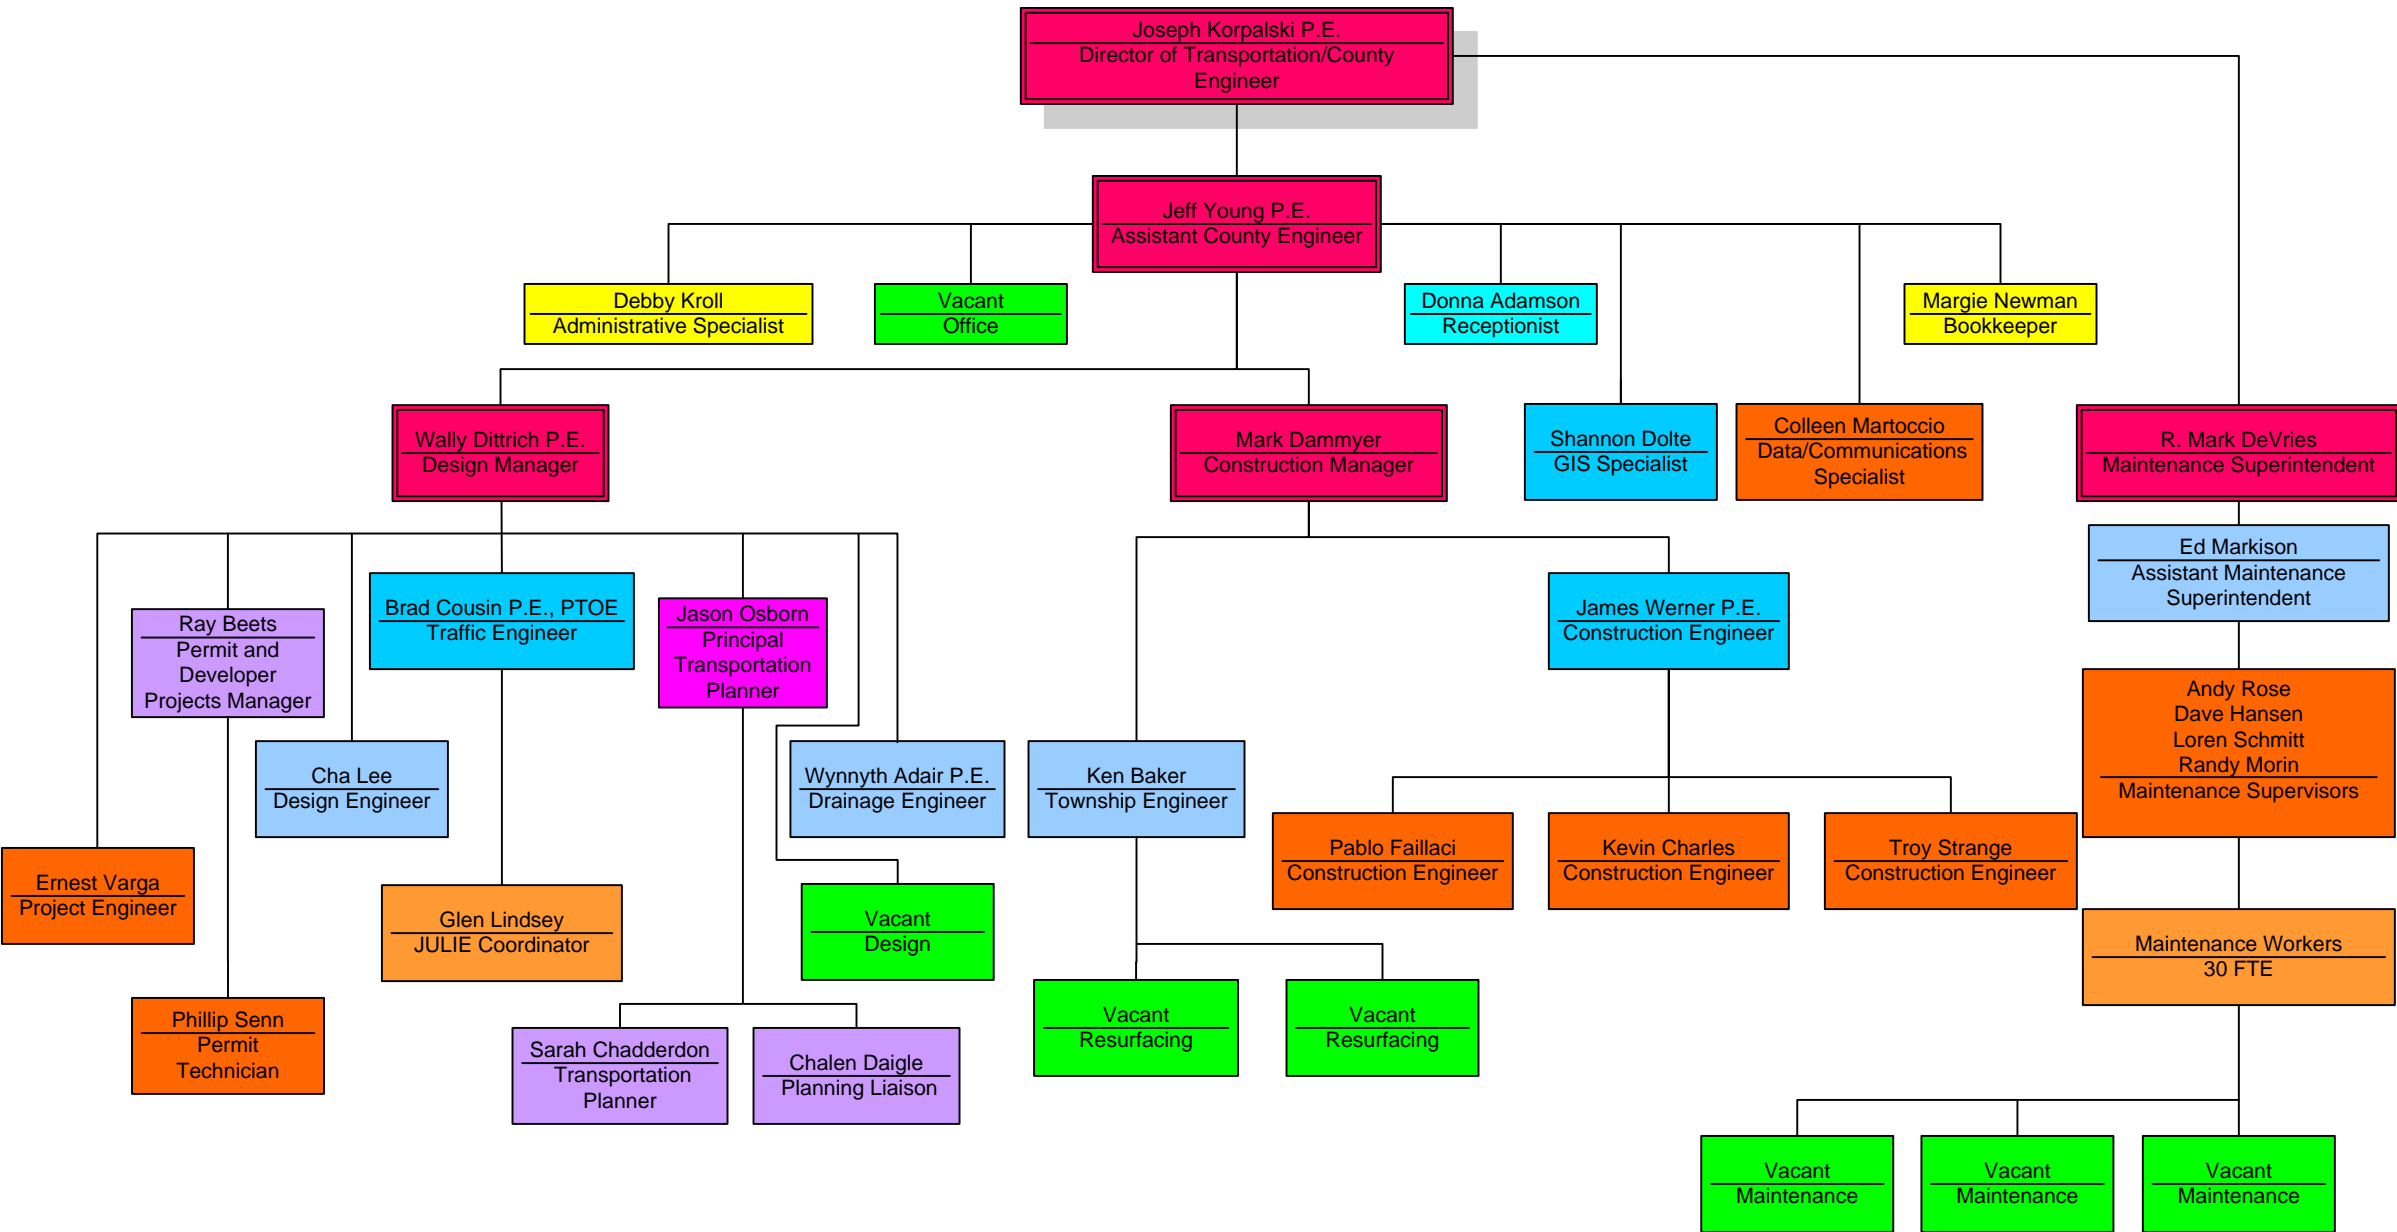 Joseph Korpalski P.E.
Director of Transportation/County
Engineer
Jeff Young P.E.
Assistant County Engineer
Debby Kroll
Administrative Specialist
Vacant
Office
Donna Adamson
Receptionist
Margie Newman
Bookkeeper
Wally Dittrich P.E.
Design Manager
Mark Dammyer
Construction Manager
Shannon Dolte
GIS Specialist
Colleen Martoccio
Data/Communications
Specialist
R. Mark DeVries
Maintenance Superintendent
Ed Markison
Assistant Maintenance
Superintendent
Ray Beets
Permit and
Developer
Projects Manager
Brad Cousin P.E., PTOE
Traffic Engineer
Jason Osborn
Principal
Transportation
Planner
James Werner P.E.
Construction Engineer
Andy Rose
Dave Hansen
Loren Schmitt
Randy Morin
Maintenance Supervisors
Cha Lee
Design Engineer
Wynnyth Adair P.E.
Drainage Engineer
Ken Baker
Township Engineer
Pablo Faillaci
Construction Engineer
Kevin Charles
Construction Engineer
Troy Strange
Construction Engineer
Ernest Varga
Project Engineer
Glen Lindsey
JULIE Coordinator
Vacant
Design
Maintenance Workers
30 FTE
Phillip Senn
Permit
Technician
Sarah Chadderdon
Transportation
Planner
Chalen Daigle
Planning Liaison
Vacant
Resurfacing
Vacant
Resurfacing
Vacant
Maintenance
Vacant
Maintenance
Vacant
Maintenance